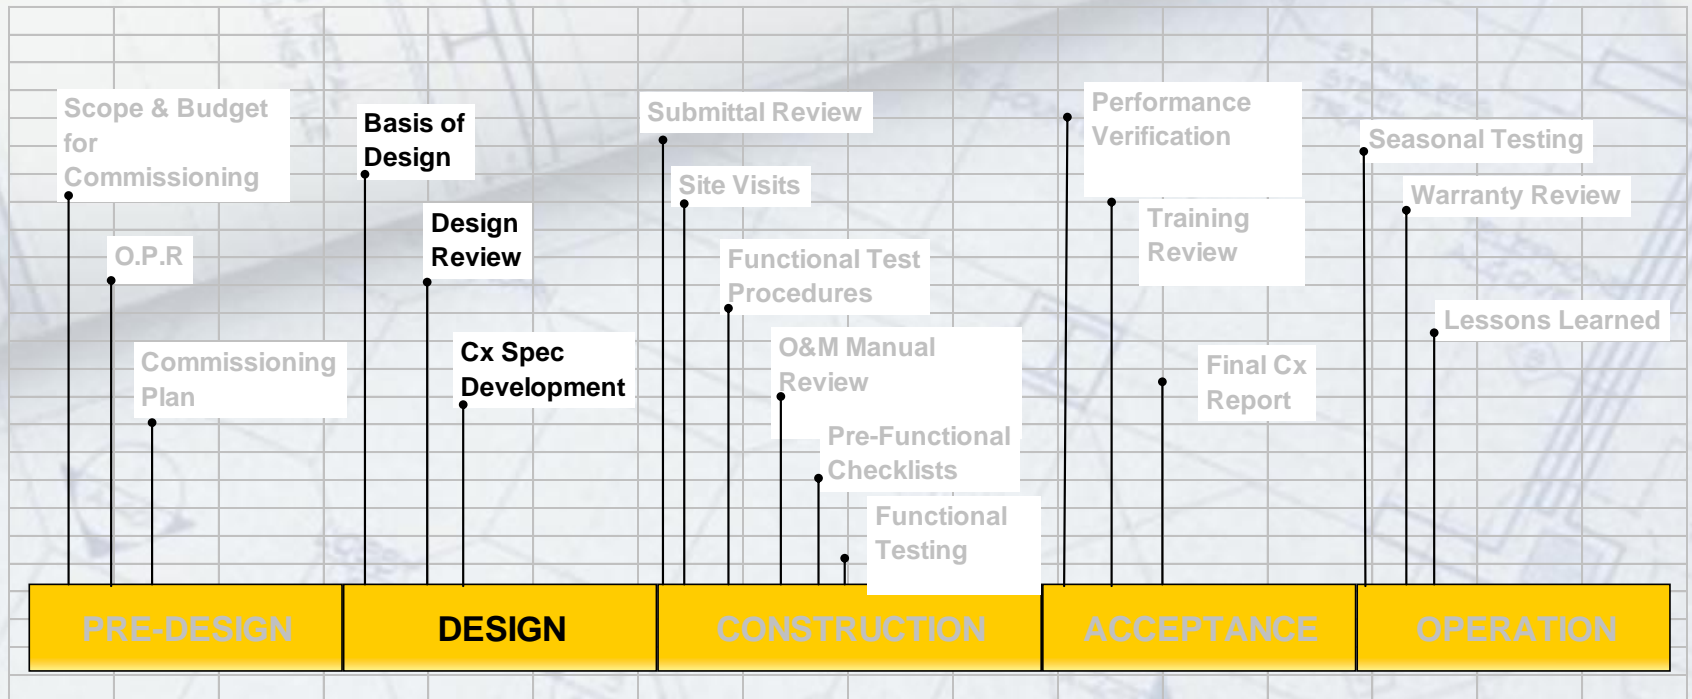 Scope & Budget
for
Commissioning
O.P.R
Commissioning
Plan
Basis of
Design
Design
Review
Cx Spec
Development
Submittal Review
Site Visits
Functional Test
Procedures
O&M Manual
Review
Pre-Functional
Checklists
Functional
Testing
Performance
Verification
Training
Review
Final Cx
Report
Seasonal Testing
Warranty Review
Lessons Learned
PRE-DESIGN
DESIGN
CONSTRUCTION
ACCEPTANCE
OPERATION